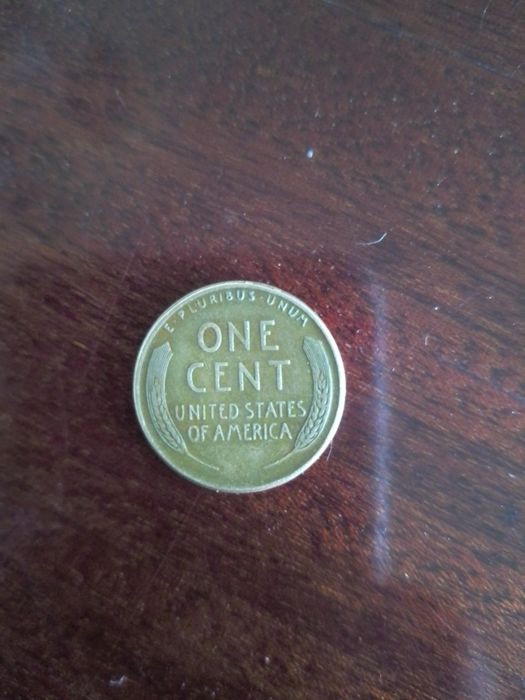 E·PLURIBUS·UNUM
ONE
CENT
UNITED STATES
OF AMERICA